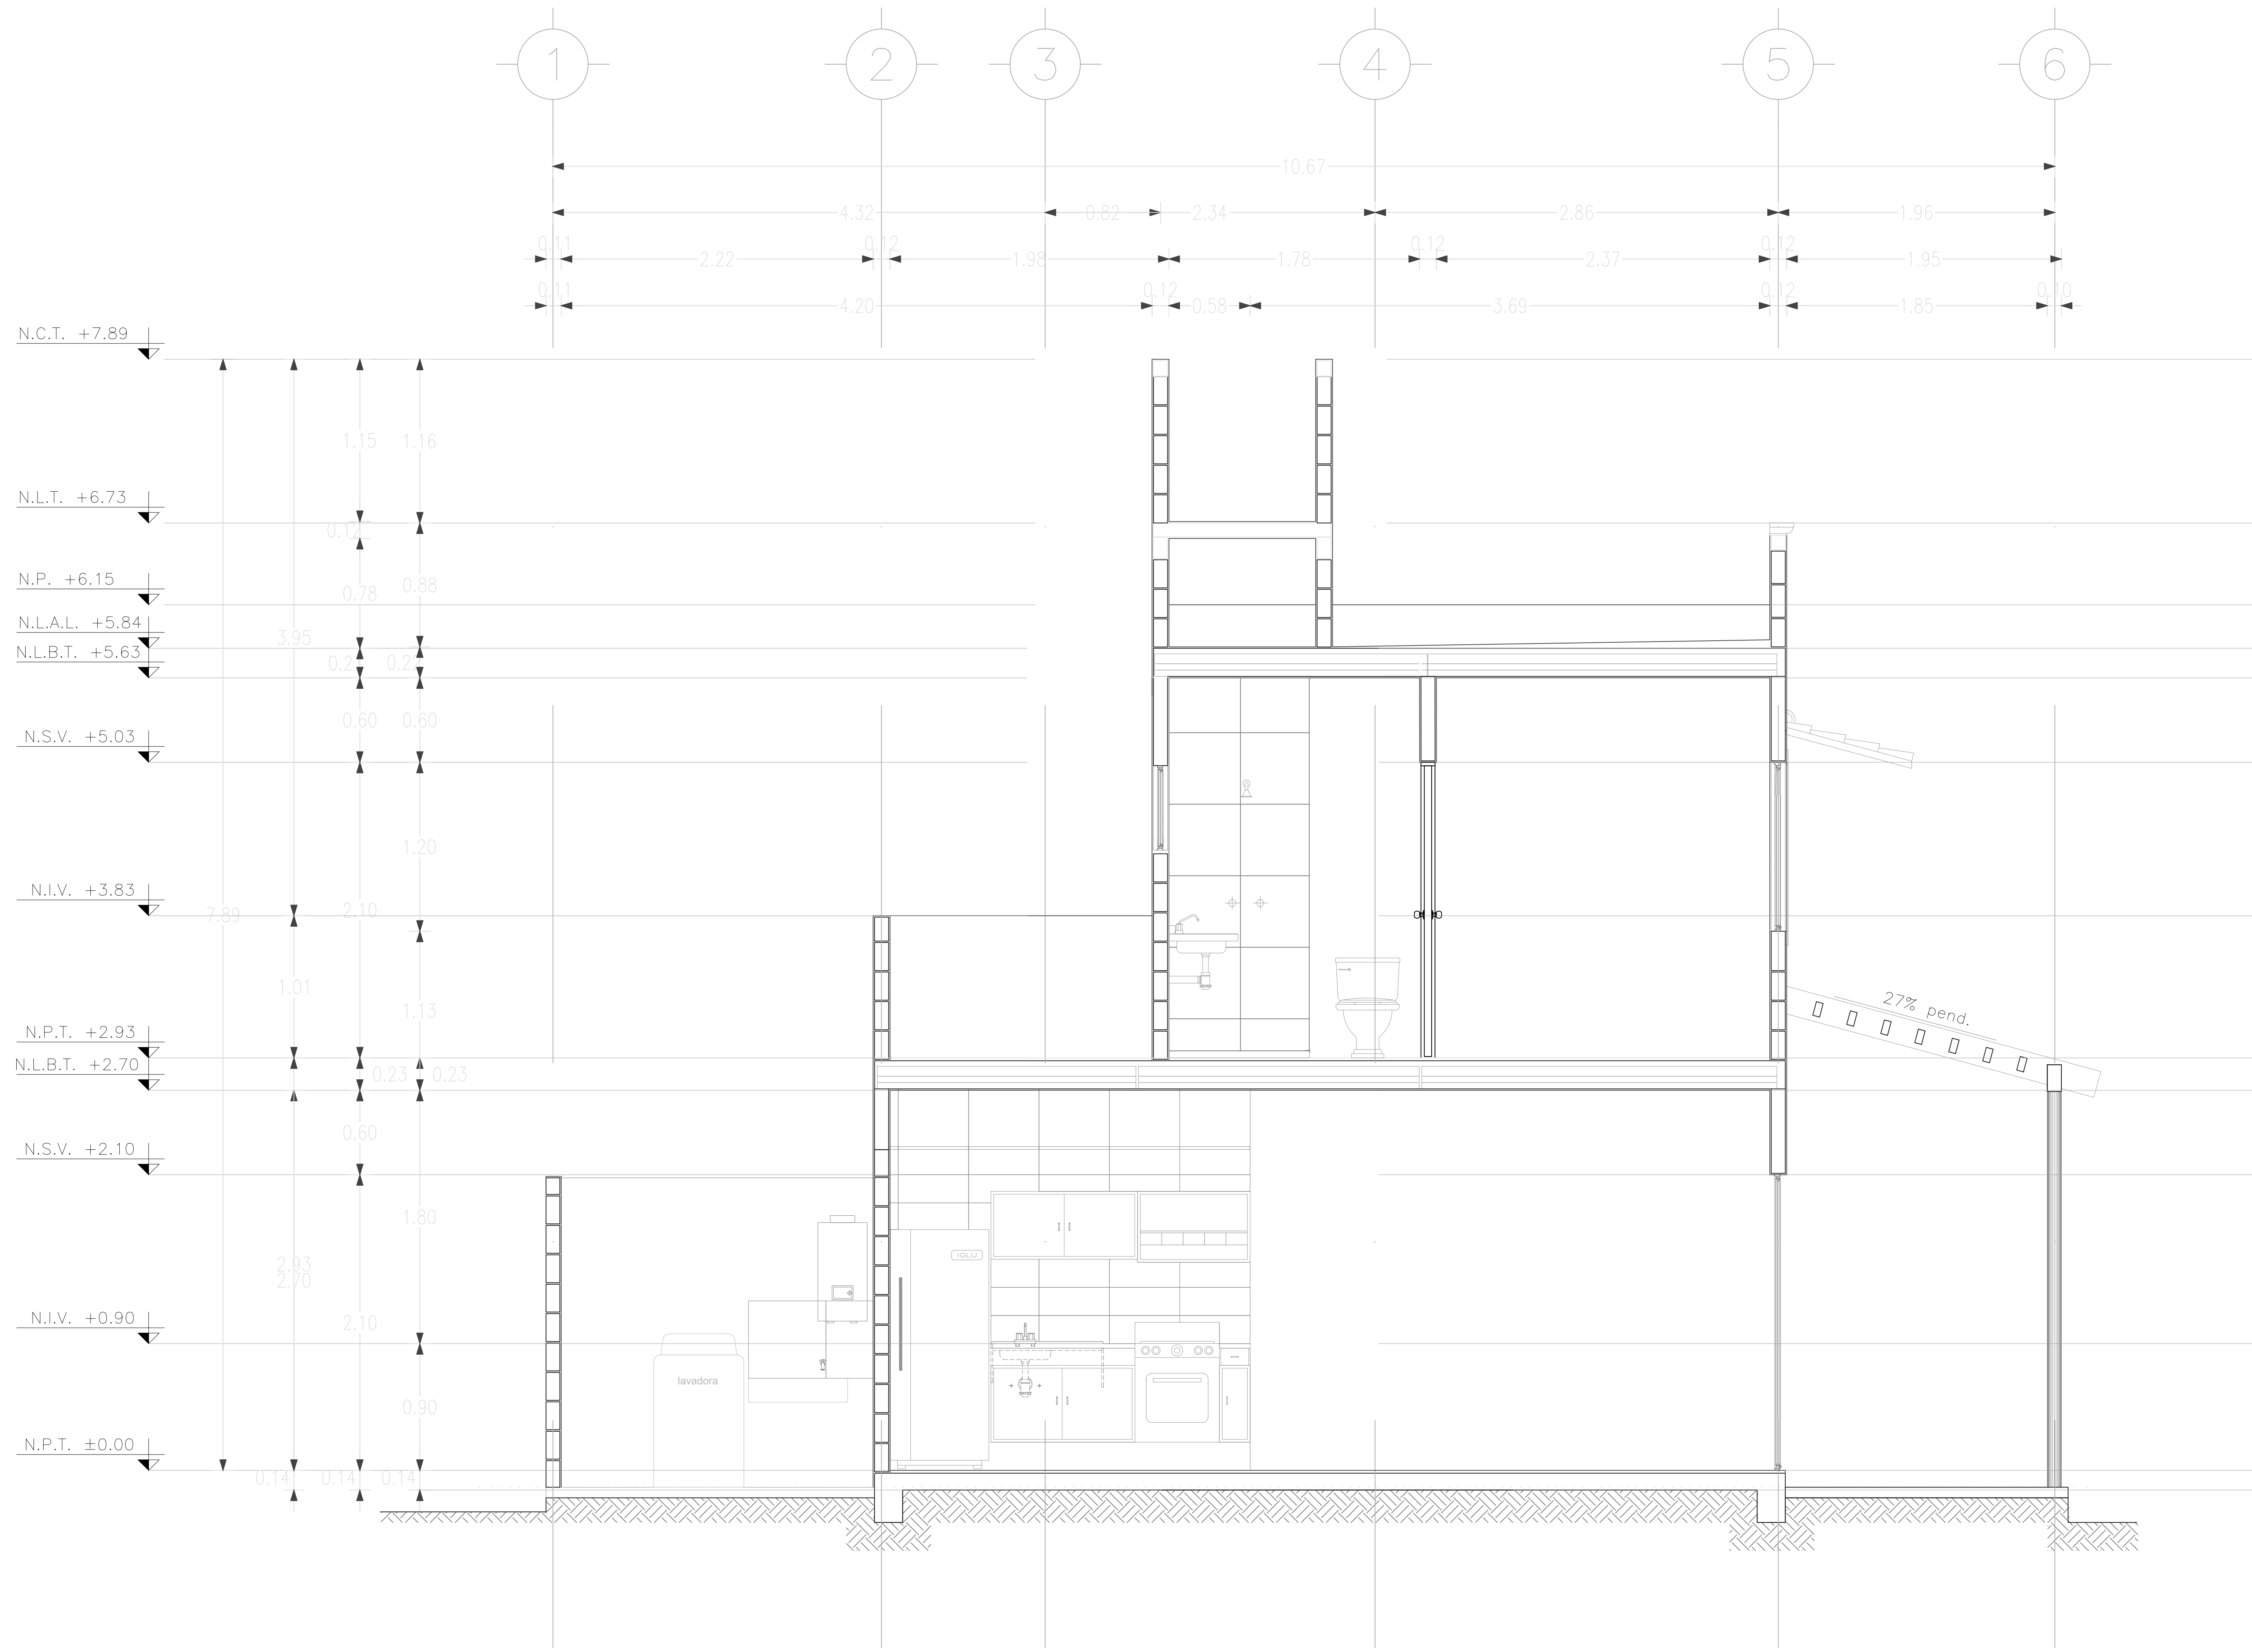 1 2 3 4 5 6
10.67
4.32 0.82 2.34 2.86 1.96
0.11 0.12 0.12 0.12
2.22 1.98 1.78 2.37 1.95
0.11 0.12 0.12 0.10
4.20 0.58 3.69 1.85
N.C.T. +7.89
1.15 1.16
N.L.T. +6.73
0.12
N.P. +6.15
0.78 0.88
N.L.A.L. +5.84
3.95
N.L.B.T. +5.63
0.21 0.22
0.60 0.60
N.S.V. +5.03
1.20
N.I.V. +3.83
7.89 2.10
1.01
1.13
27% pend.
N.P.T. +2.93
N.L.B.T. +2.70
0.23 0.23
0.60
N.S.V. +2.10
1.80
IGLU
2.93
2.70
N.I.V. +0.90
2.10
lavadora
0.90
N.P.T. ±0.00
0.14 0.14 0.14